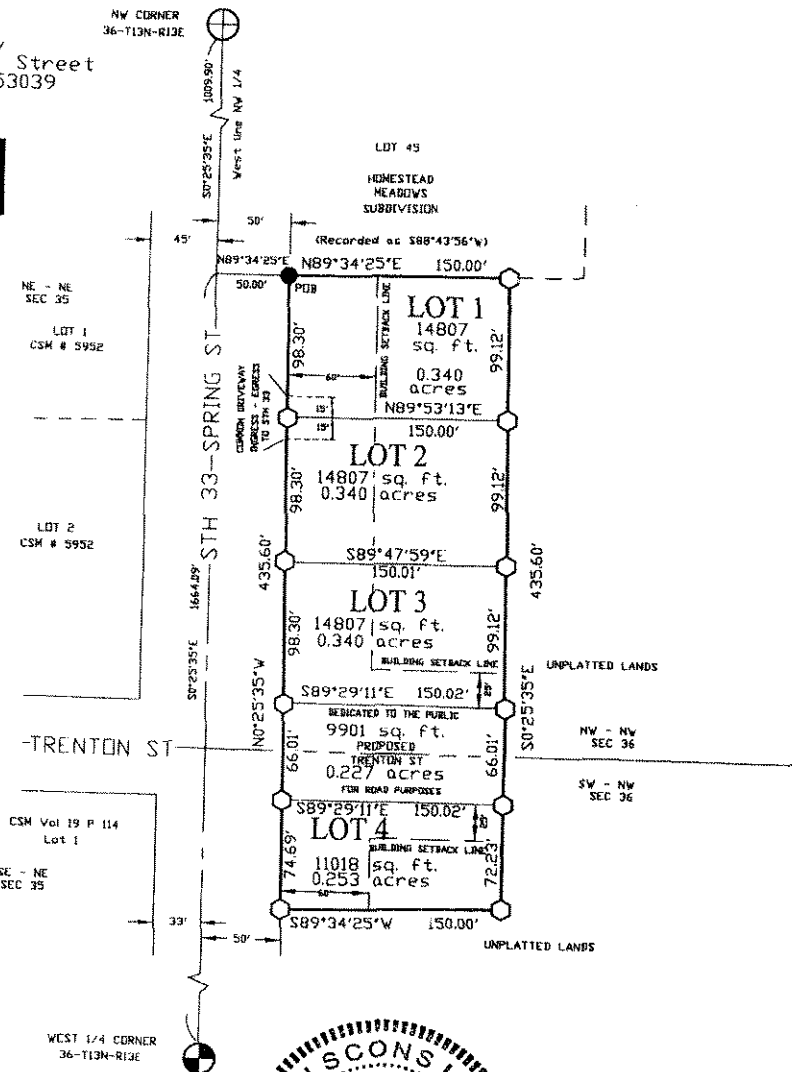 NW CORNER
36-T13N-R13E
Street
53039
1009.90'
S0°25'35"E
West line NW 1/4
LOT 45
HOMESTEAD
MEADOWS
SUBDIVISION
50'
45'
(Recorded as S88°43'56"W)
N89°34'25"E
N89°34'25"E 150.00'
50.00'
POB
NE - NE
SEC 35
LOT 1
CSM # 5952
LOT 1
14807
sq. ft.
0.340
acres
BUILDING SETBACK LINE
98.30'
99.12'
60'
COMMON DRIVEWAY
INGRESS - EGRESS
TO STH 33
15'
15'
N89°53'13"E
150.00'
STH 33-SPRING ST
LOT 2
14807 sq. ft.
0.340 acres
98.30'
99.12'
LOT 2
CSM # 5952
S89°47'59"E
150.01'
435.60'
435.60'
1664.09'
S0°25'35"E
LOT 3
14807 sq. ft.
0.340 acres
98.30'
99.12'
BUILDING SETBACK LINE
25'
UNPLATTED LANDS
S89°29'11"E 150.02'
N0°25'35"W
S0°25'35"E
DEDICATED TO THE PUBLIC
9901 sq. ft.
PROPOSED
TRENTON ST
0.227 acres
FOR ROAD PURPOSES
66.01'
66.01'
TRENTON ST
NW - NW
SEC 36
SW - NW
SEC 36
S89°29'11"E 150.02'
CSM Vol 19 P 114
Lot 1
LOT 4
BUILDING SETBACK LINE
11018 sq. ft.
0.253 acres
74.69'
72.23'
60'
SE - NE
SEC 35
33'
50'
S89°34'25"W 150.00'
UNPLATTED LANDS
WEST 1/4 CORNER
36-T13N-R13E
SCONS